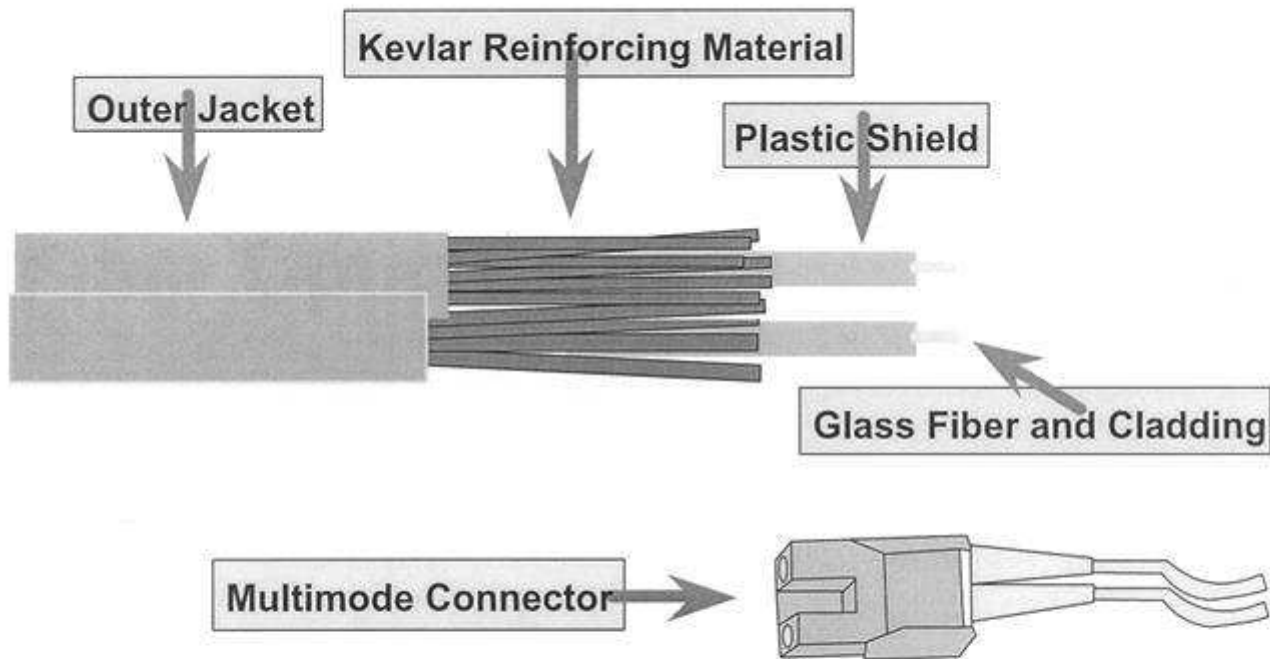 Kevlar Reinforcing Material
Outer Jacket
Plastic Shield
Glass Fiber and Cladding
Multimode Connector